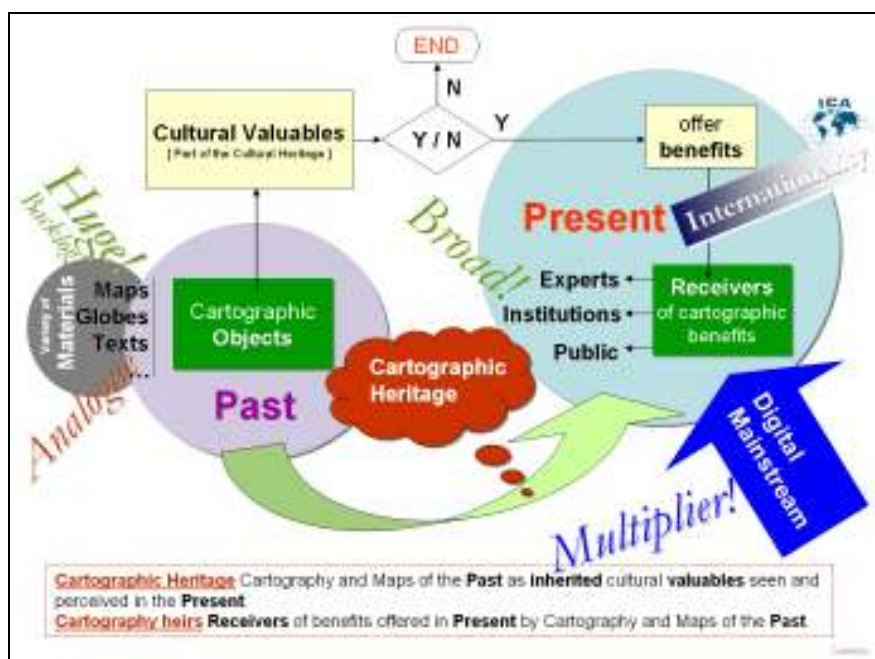 END
N
Cultural Valuables
[ Part of the Cultural Heritage ]
Y / N
Y
offer
benefits
ICA
International
Huge!
Backlog
Broad!
Present
Variety of
Materials
Maps
Globes
Texts
...
Cartographic
Objects
Experts
Institutions
Public
Receivers
of cartographic
benefits
Cartographic
Heritage
Past
Analogic
Digital
Mainstream
Multiplier!
Cartographic Heritage Cartography and Maps of the Past as inherited cultural valuables seen and
perceived in the Present
Cartography heirs Receivers of benefits offered in Present by Cartography and Maps of the Past